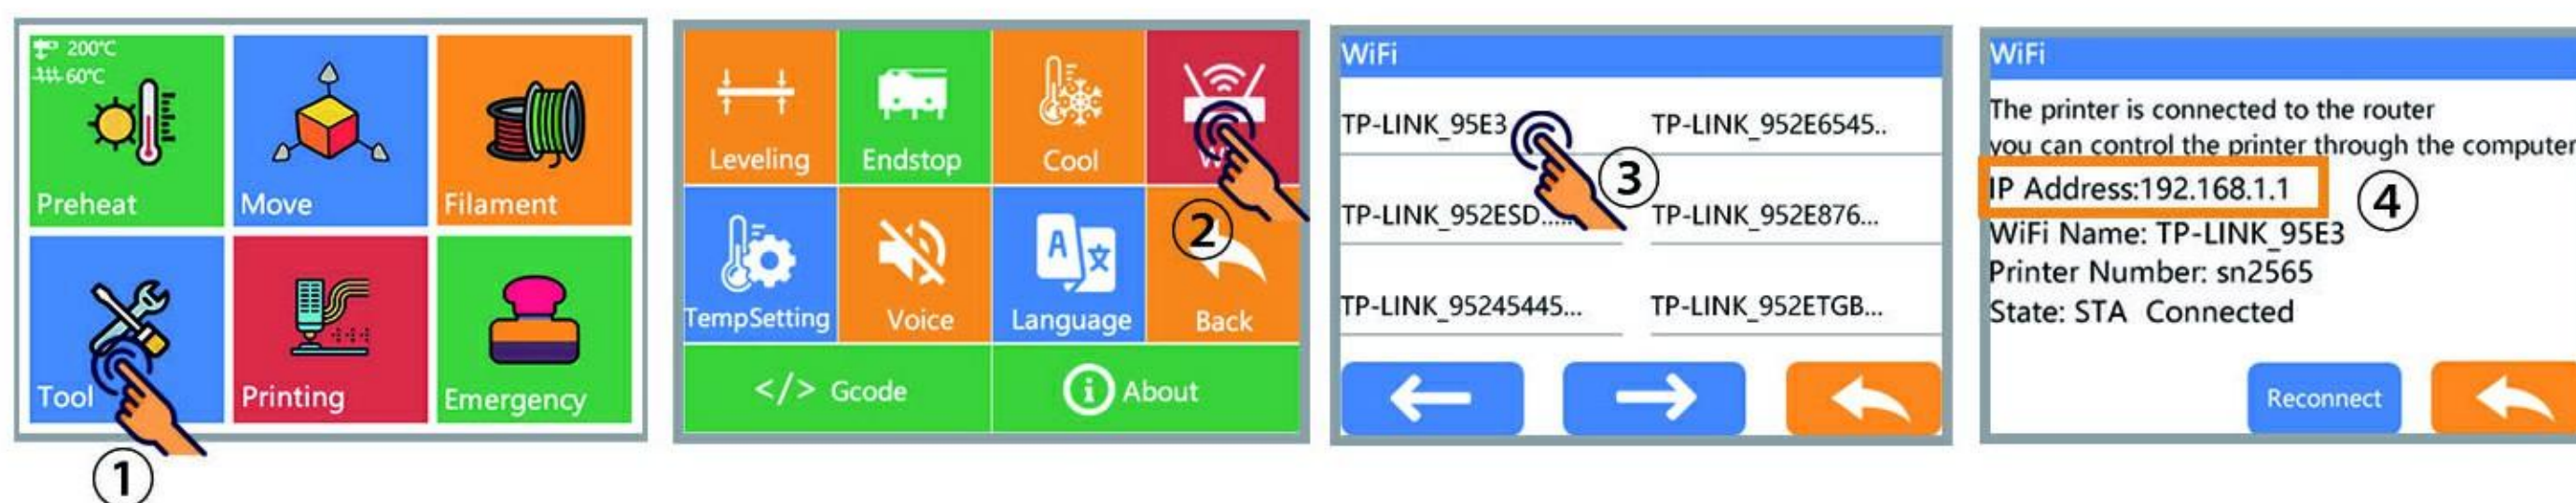 200℃
60℃
Preheat
Move
Filament
Tool
Printing
Emergency
①
Leveling
Endstop
Cool
TempSetting
Voice
Language
Back
</> Gcode
About
②
WiFi
TP-LINK_95E3
TP-LINK_952E6545..
TP-LINK_952ESD.....
TP-LINK_952E876...
TP-LINK_95245445...
TP-LINK_952ETGB...
③
WiFi
The printer is connected to the router
you can control the printer through the computer
IP Address:192.168.1.1
④
WiFi Name: TP-LINK_95E3
Printer Number: sn2565
State: STA Connected
Reconnect